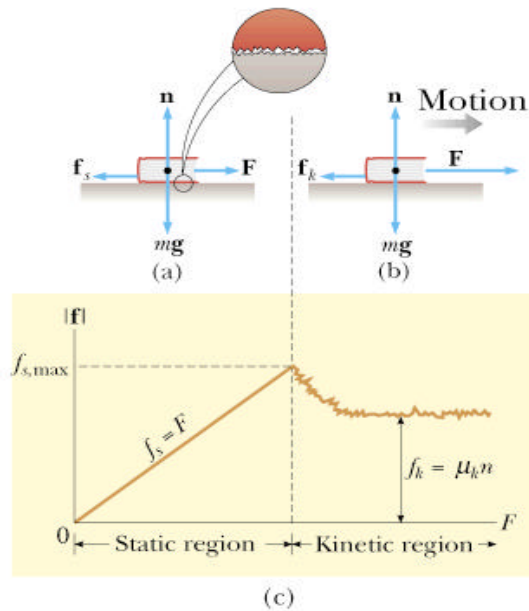 n
f_s
F
mg
(a)
n
Motion
f_k
F
mg
(b)
|f|
f_s,max
f_s = F
f_k = μ_k n
0
F
Static region
Kinetic region
(c)